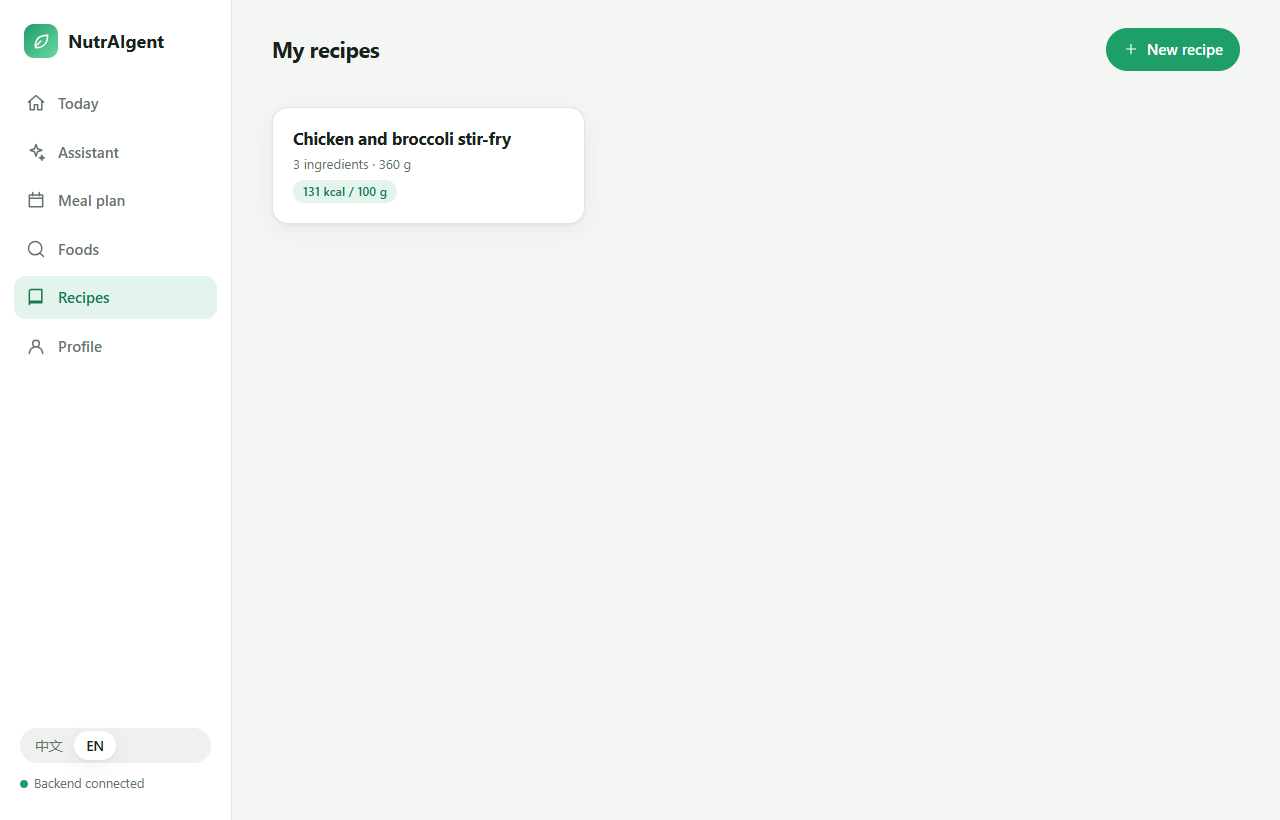 NutrAIgent
Today
Assistant
Meal plan
Foods
Recipes
Profile
中文 EN
Backend connected
My recipes
New recipe
Chicken and broccoli stir-fry
3 ingredients · 360 g
131 kcal / 100 g